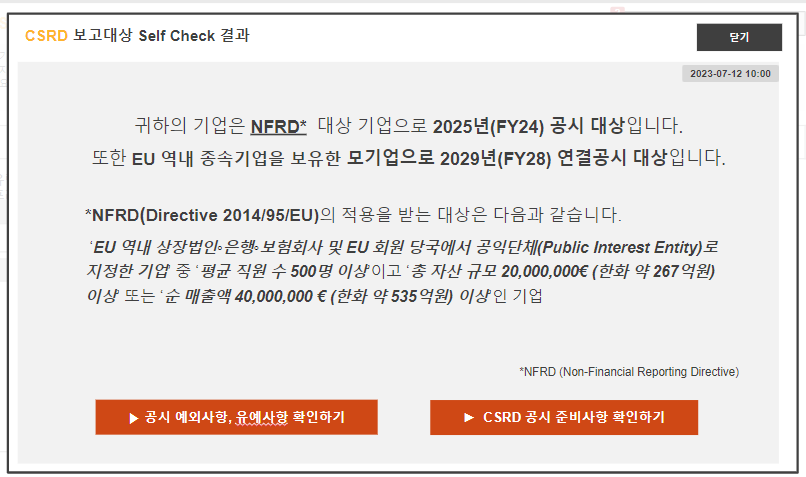 CSRD 보고대상 Self Check 결과
닫기
2023-07-12 10:00
귀하의 기업은 NFRD* 대상 기업으로 2025년(FY24) 공시 대상입니다.
또한 EU 역내 종속기업을 보유한 모기업으로 2029년(FY28) 연결공시 대상입니다.
*NFRD(Directive 2014/95/EU)의 적용을 받는 대상은 다음과 같습니다.
'EU 역내 상장법인·은행·보험회사 및 EU 회원 당국에서 공익단체(Public Interest Entity)로
지정한 기업' 중 '평균 직원 수 500명 이상'이고 '총 자산 규모 20,000,000€ (한화 약 267억원)
이상' 또는 '순 매출액 40,000,000 € (한화 약 535억원) 이상'인 기업
*NFRD (Non-Financial Reporting Directive)
▶ 공시 예외사항, 유예사항 확인하기
▶ CSRD 공시 준비사항 확인하기